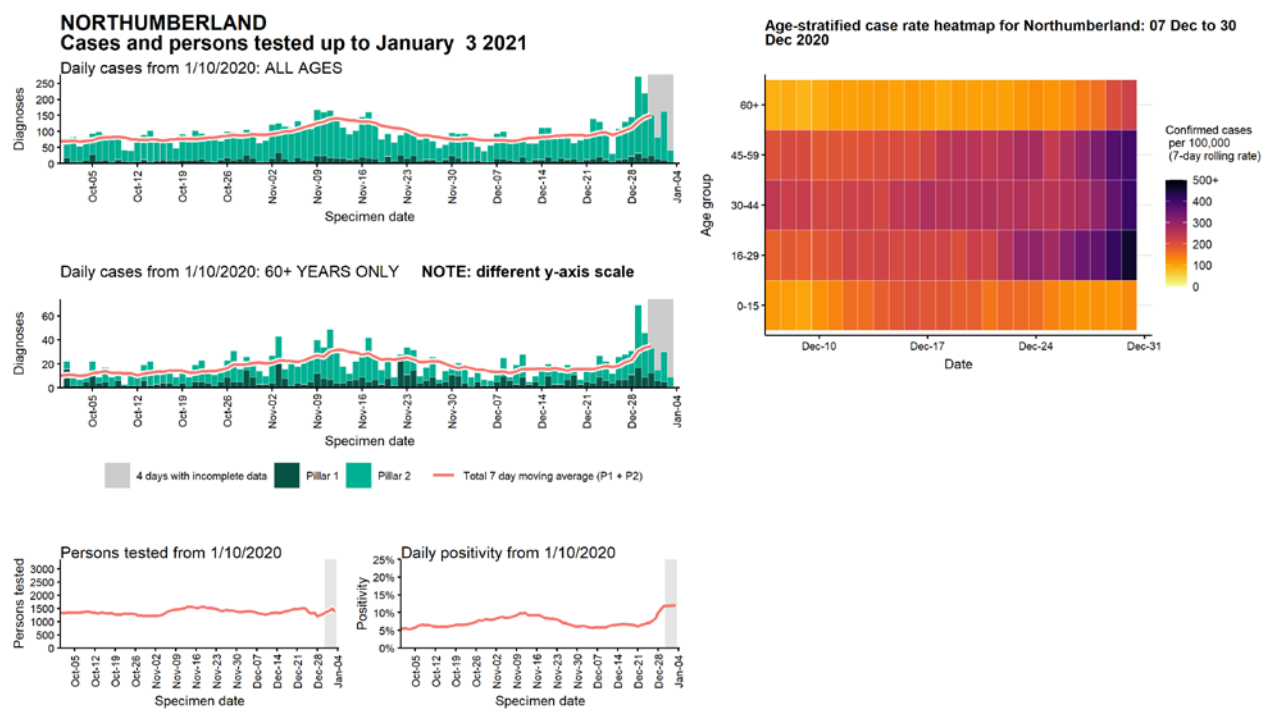 NORTHUMBERLAND
Cases and persons tested up to January  3 2021
Daily cases from 1/10/2020: ALL AGES
Diagnoses
250
200
150
100
50
0
Oct-05
Oct-12
Oct-19
Oct-26
Nov-02
Nov-09
Nov-16
Nov-23
Nov-30
Dec-07
Dec-14
Dec-21
Dec-28
Jan-04
Specimen date
Daily cases from 1/10/2020: 60+ YEARS ONLY NOTE: different y-axis scale
Diagnoses
60
40
20
0
Oct-05
Oct-12
Oct-19
Oct-26
Nov-02
Nov-09
Nov-16
Nov-23
Nov-30
Dec-07
Dec-14
Dec-21
Dec-28
Jan-04
Specimen date
4 days with incomplete data Pillar 1 Pillar 2 Total 7 day moving average (P1 + P2)
Persons tested from 1/10/2020
Persons tested
3000
2500
2000
1500
1000
500
0
Oct-05
Oct-12
Oct-19
Oct-26
Nov-02
Nov-09
Nov-16
Nov-23
Nov-30
Dec-07
Dec-14
Dec-21
Dec-28
Jan-04
Specimen date
Daily positivity from 1/10/2020
Positivity
25%
20%
15%
10%
5%
0%
Oct-05
Oct-12
Oct-19
Oct-26
Nov-02
Nov-09
Nov-16
Nov-23
Nov-30
Dec-07
Dec-14
Dec-21
Dec-28
Jan-04
Specimen date
Age-stratified case rate heatmap for Northumberland: 07 Dec to 30
Dec 2020
Age group
60+
45-59
30-44
16-29
0-15
Dec-10
Dec-17
Dec-24
Dec-31
Date
Confirmed cases
per 100,000
(7-day rolling rate)
500+
400
300
200
100
0